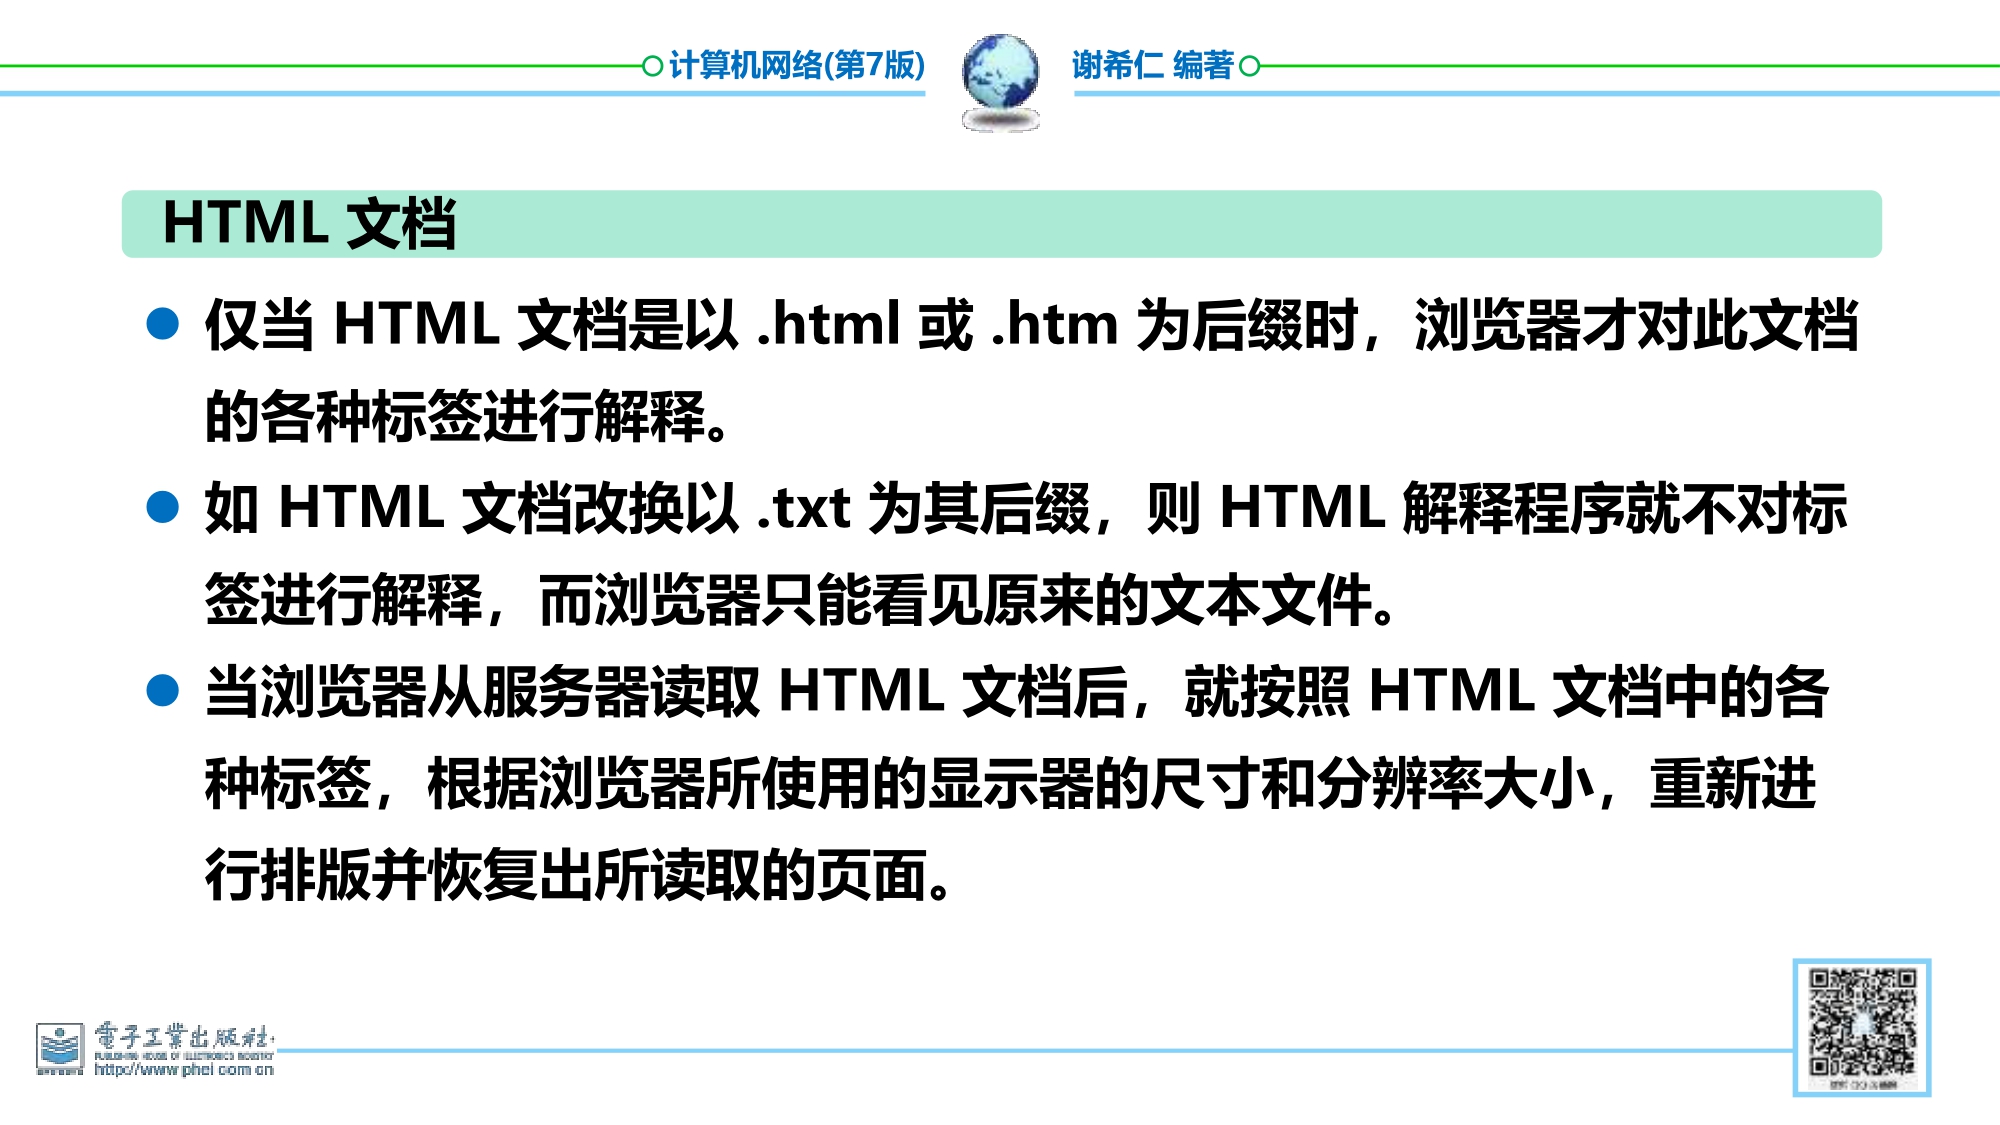 计算机网络(第7版) 谢希仁 编著
HTML 文档
仅当 HTML 文档是以 .html 或 .htm 为后缀时，浏览器才对此文档
的各种标签进行解释。
如 HTML 文档改换以 .txt 为其后缀，则 HTML 解释程序就不对标
签进行解释，而浏览器只能看见原来的文本文件。
当浏览器从服务器读取 HTML 文档后，就按照 HTML 文档中的各
种标签，根据浏览器所使用的显示器的尺寸和分辨率大小，重新进
行排版并恢复出所读取的页面。
電子工業出版社
PUBLISHING HOUSE OF ELECTRONICS INDUSTRY
http://www.phei.com.cn